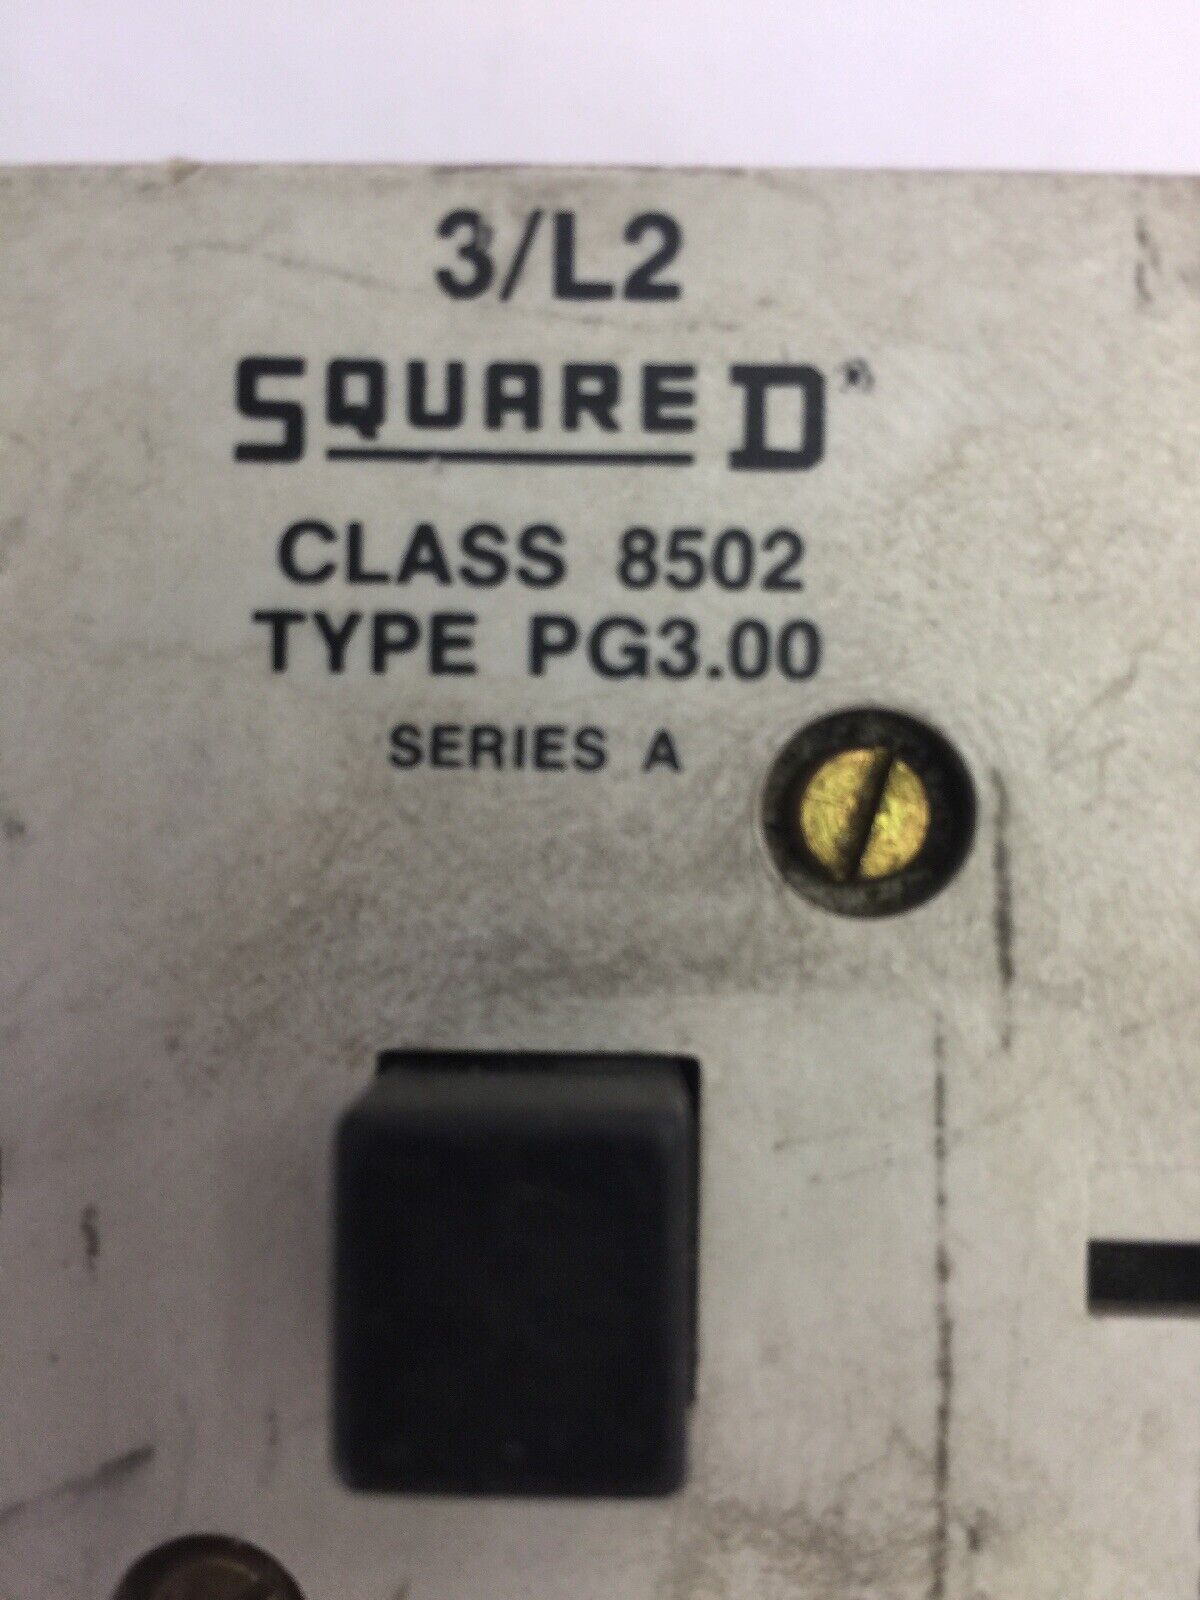 3/L2
SQUARE D
CLASS 8502
TYPE PG3.00
SERIES A